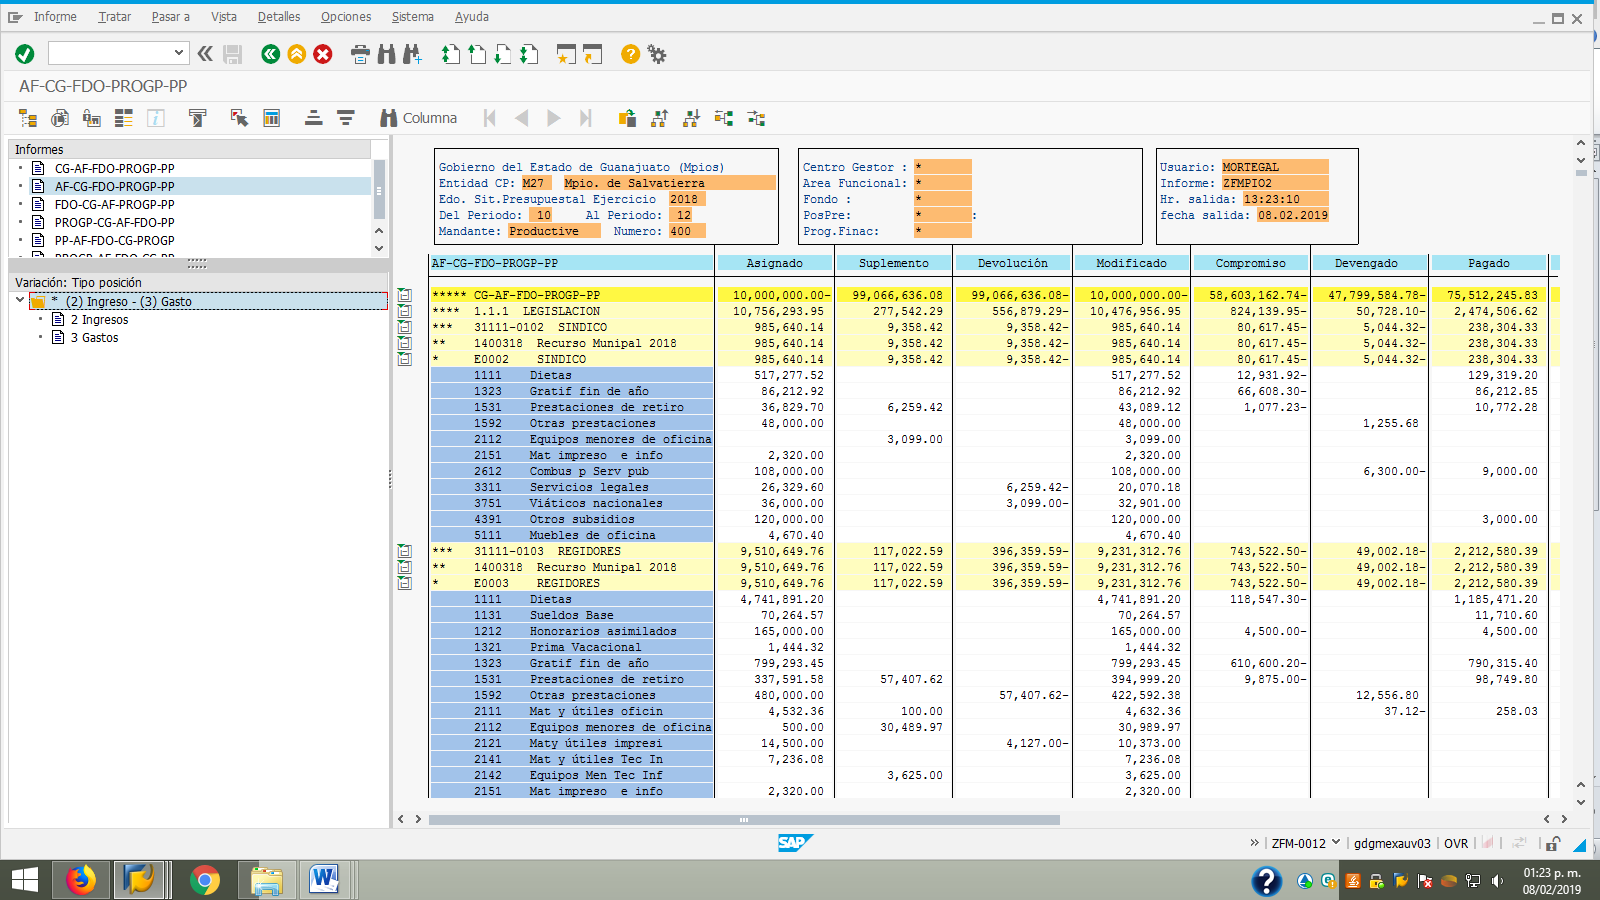 Informe Tratar Pasar a Vista Detalles Opciones Sistema Ayuda
AF-CG-FDO-PROGP-PP
Columna
Informes
CG-AF-FDO-PROGP-PP
AF-CG-FDO-PROGP-PP
FDO-CG-AF-PROGP-PP
PROGP-CG-AF-FDO-PP
PP-AF-FDO-CG-PROGP
Variación: Tipo posición
* (2) Ingreso - (3) Gasto
2 Ingresos
3 Gastos
Gobierno del Estado de Guanajuato (Mpios)
Entidad CP: M27 Mpio. de Salvatierra
Edo. Sit.Presupuestal Ejercicio 2018
Del Periodo: 10 Al Periodo: 12
Mandante: Productive Numero: 400
Centro Gestor : *
Area Funcional: *
Fondo : *
PosPre: * :
Prog.Finac: *
Usuario: MORTEGAL
Informe: ZFMPIO2
Hr. salida: 13:23:10
fecha salida: 08.02.2019
AF-CG-FDO-PROGP-PP Asignado Suplemento Devolución Modificado Compromiso Devengado Pagado
***** CG-AF-FDO-PROGP-PP 10,000,000.00- 99,066,636.08 99,066,636.08- 10,000,000.00- 58,603,162.74- 47,799,584.78- 75,512,245.83
**** 1.1.1 LEGISLACION 10,756,293.95 277,542.29 556,879.29- 10,476,956.95 824,139.95- 50,728.10- 2,474,506.62
*** 31111-0102 SINDICO 985,640.14 9,358.42 9,358.42- 985,640.14 80,617.45- 5,044.32- 238,304.33
** 1400318 Recurso Munipal 2018 985,640.14 9,358.42 9,358.42- 985,640.14 80,617.45- 5,044.32- 238,304.33
* E0002 SINDICO 985,640.14 9,358.42 9,358.42- 985,640.14 80,617.45- 5,044.32- 238,304.33
1111 Dietas 517,277.52 517,277.52 12,931.92- 129,319.20
1323 Gratif fin de año 86,212.92 86,212.92 66,608.30- 86,212.85
1531 Prestaciones de retiro 36,829.70 6,259.42 43,089.12 1,077.23- 10,772.28
1592 Otras prestaciones 48,000.00 48,000.00 1,255.68
2112 Equipos menores de oficina 3,099.00 3,099.00
2151 Mat impreso e info 2,320.00 2,320.00
2612 Combus p Serv pub 108,000.00 108,000.00 6,300.00- 9,000.00
3311 Servicios legales 26,329.60 6,259.42- 20,070.18
3751 Viáticos nacionales 36,000.00 3,099.00- 32,901.00
4391 Otros subsidios 120,000.00 120,000.00 3,000.00
5111 Muebles de oficina 4,670.40 4,670.40
*** 31111-0103 REGIDORES 9,510,649.76 117,022.59 396,359.59- 9,231,312.76 743,522.50- 49,002.18- 2,212,580.39
** 1400318 Recurso Munipal 2018 9,510,649.76 117,022.59 396,359.59- 9,231,312.76 743,522.50- 49,002.18- 2,212,580.39
* E0003 REGIDORES 9,510,649.76 117,022.59 396,359.59- 9,231,312.76 743,522.50- 49,002.18- 2,212,580.39
1111 Dietas 4,741,891.20 4,741,891.20 118,547.30- 1,185,471.20
1131 Sueldos Base 70,264.57 70,264.57 11,710.60
1212 Honorarios asimilados 165,000.00 165,000.00 4,500.00- 4,500.00
1321 Prima Vacacional 1,444.32 1,444.32
1323 Gratif fin de año 799,293.45 799,293.45 610,600.20- 790,315.40
1531 Prestaciones de retiro 337,591.58 57,407.62 394,999.20 9,875.00- 98,749.80
1592 Otras prestaciones 480,000.00 57,407.62- 422,592.38 12,556.80
2111 Mat y útiles oficin 4,532.36 100.00 4,632.36 37.12- 258.03
2112 Equipos menores de oficina 500.00 30,489.97 30,989.97
2121 Maty útiles impresi 14,500.00 4,127.00- 10,373.00
2141 Mat y útiles Tec In 7,236.08 7,236.08
2142 Equipos Men Tec Inf 3,625.00 3,625.00
2151 Mat impreso e info 2,320.00 2,320.00
SAP
ZFM-0012 gdgmexauv03 OVR
01:23 p. m.
08/02/2019